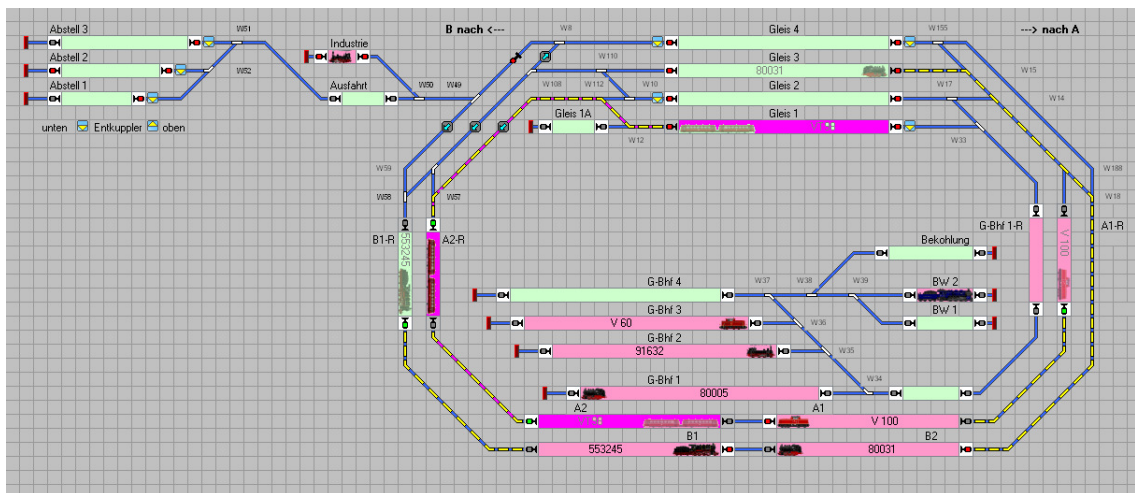 Abstell 3
W51
B nach <---
W8
Gleis 4
W155
---> nach A
Industrie
Abstell 2
W52
W110
Gleis 3
80031
W15
Abstell 1
Ausfahrt
W50
W49
W108
W112
W10
Gleis 2
W17
W14
unten
Entkuppler
oben
Gleis 1A
Gleis 1
W12
W33
W59
W188
W58
W57
W18
B1-R
553245
A2-R
G-Bhf 1-R
V 100
A1-R
Bekohlung
G-Bhf 4
W37
W38
W39
BW 2
G-Bhf 3
V 60
BW 1
W36
G-Bhf 2
91632
W35
G-Bhf 1
80005
W34
A2
A1
V 100
B1
B2
553245
80031